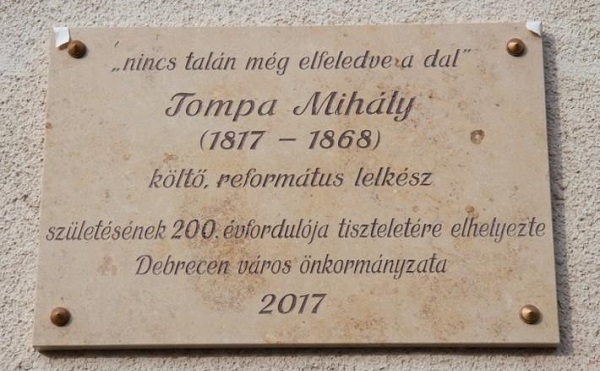 „nincs talán még elfeledve a dal”
Tompa Mihály
(1817 – 1868)
költő, református lelkész
születésének 200. évfordulója tiszteletére elhelyezte
Debrecen város önkormányzata
2017